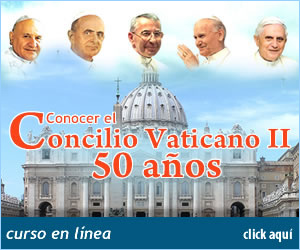 Conocer el
Concilio Vaticano II
50 años
curso en línea
click aquí